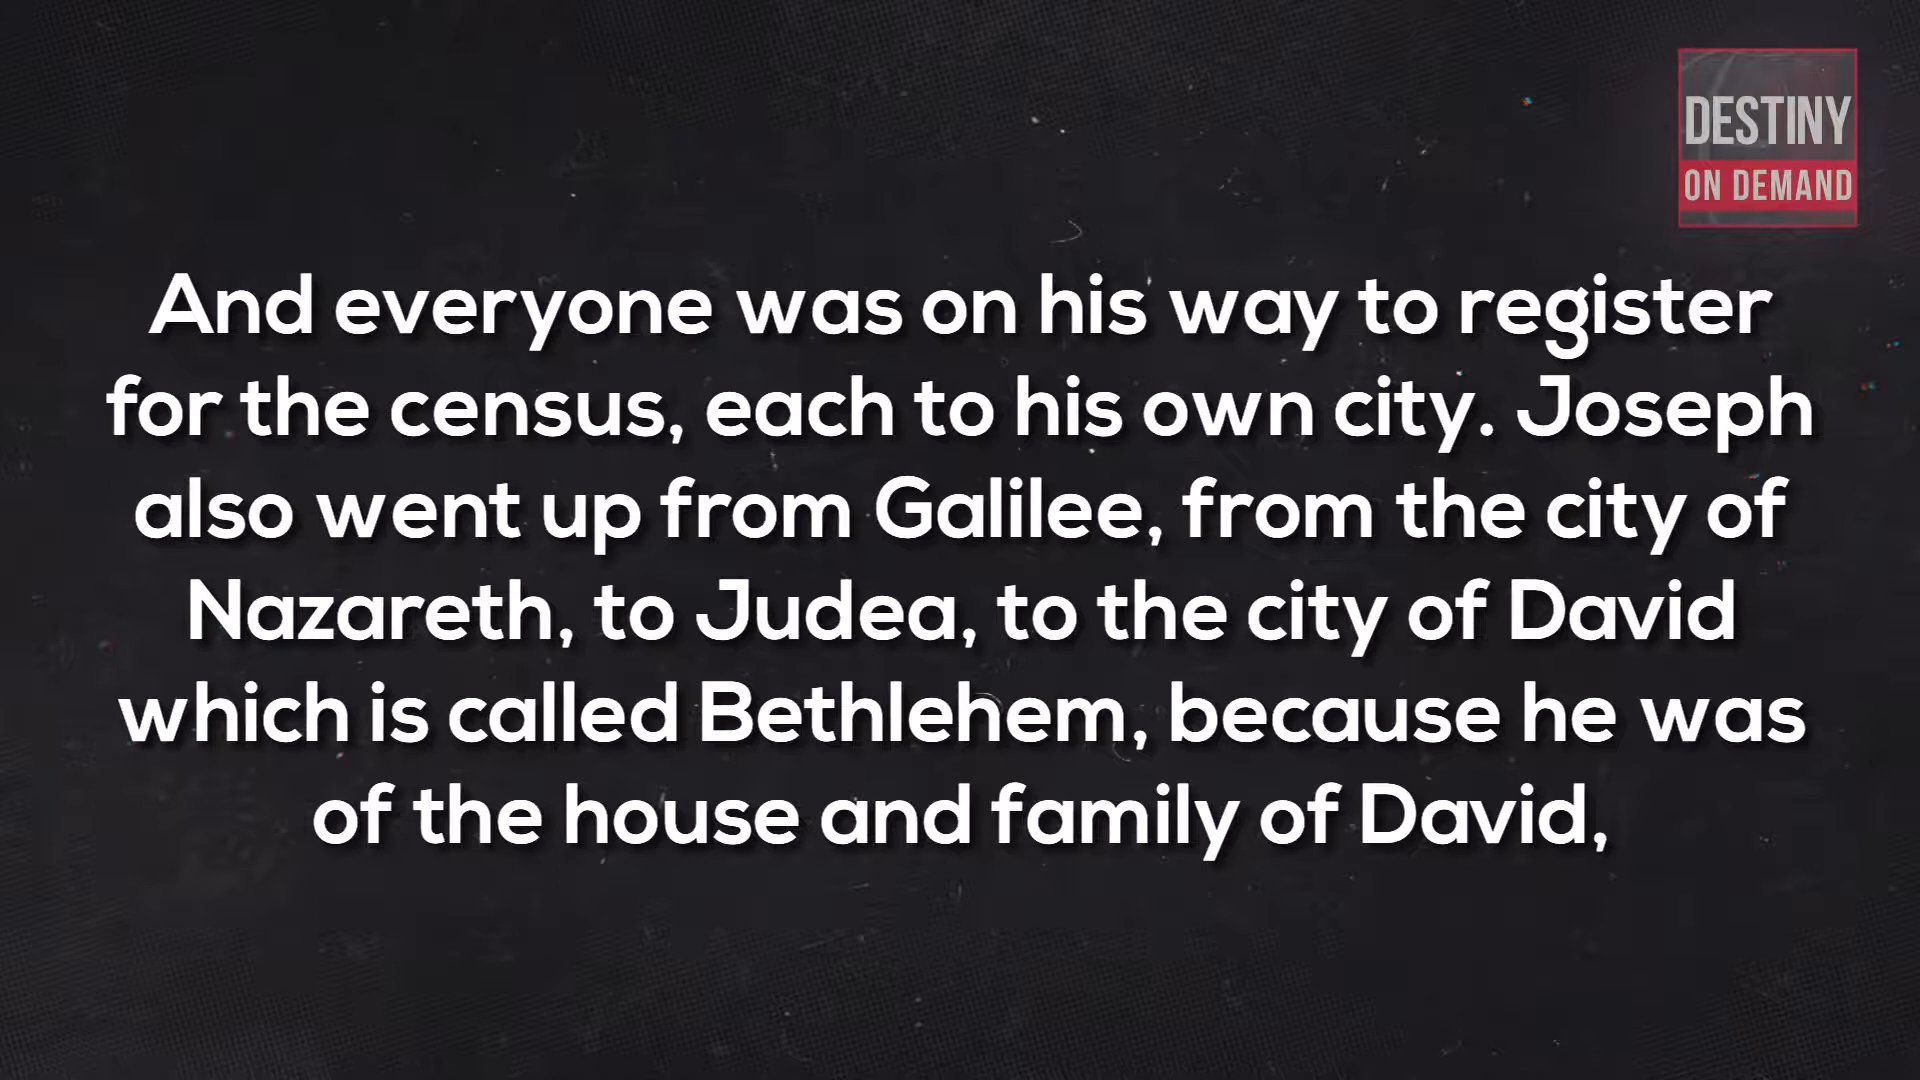 DESTINY
ON DEMAND
And everyone was on his way to register
for the census, each to his own city. Joseph
also went up from Galilee, from the city of
Nazareth, to Judea, to the city of David
which is called Bethlehem, because he was
of the house and family of David,